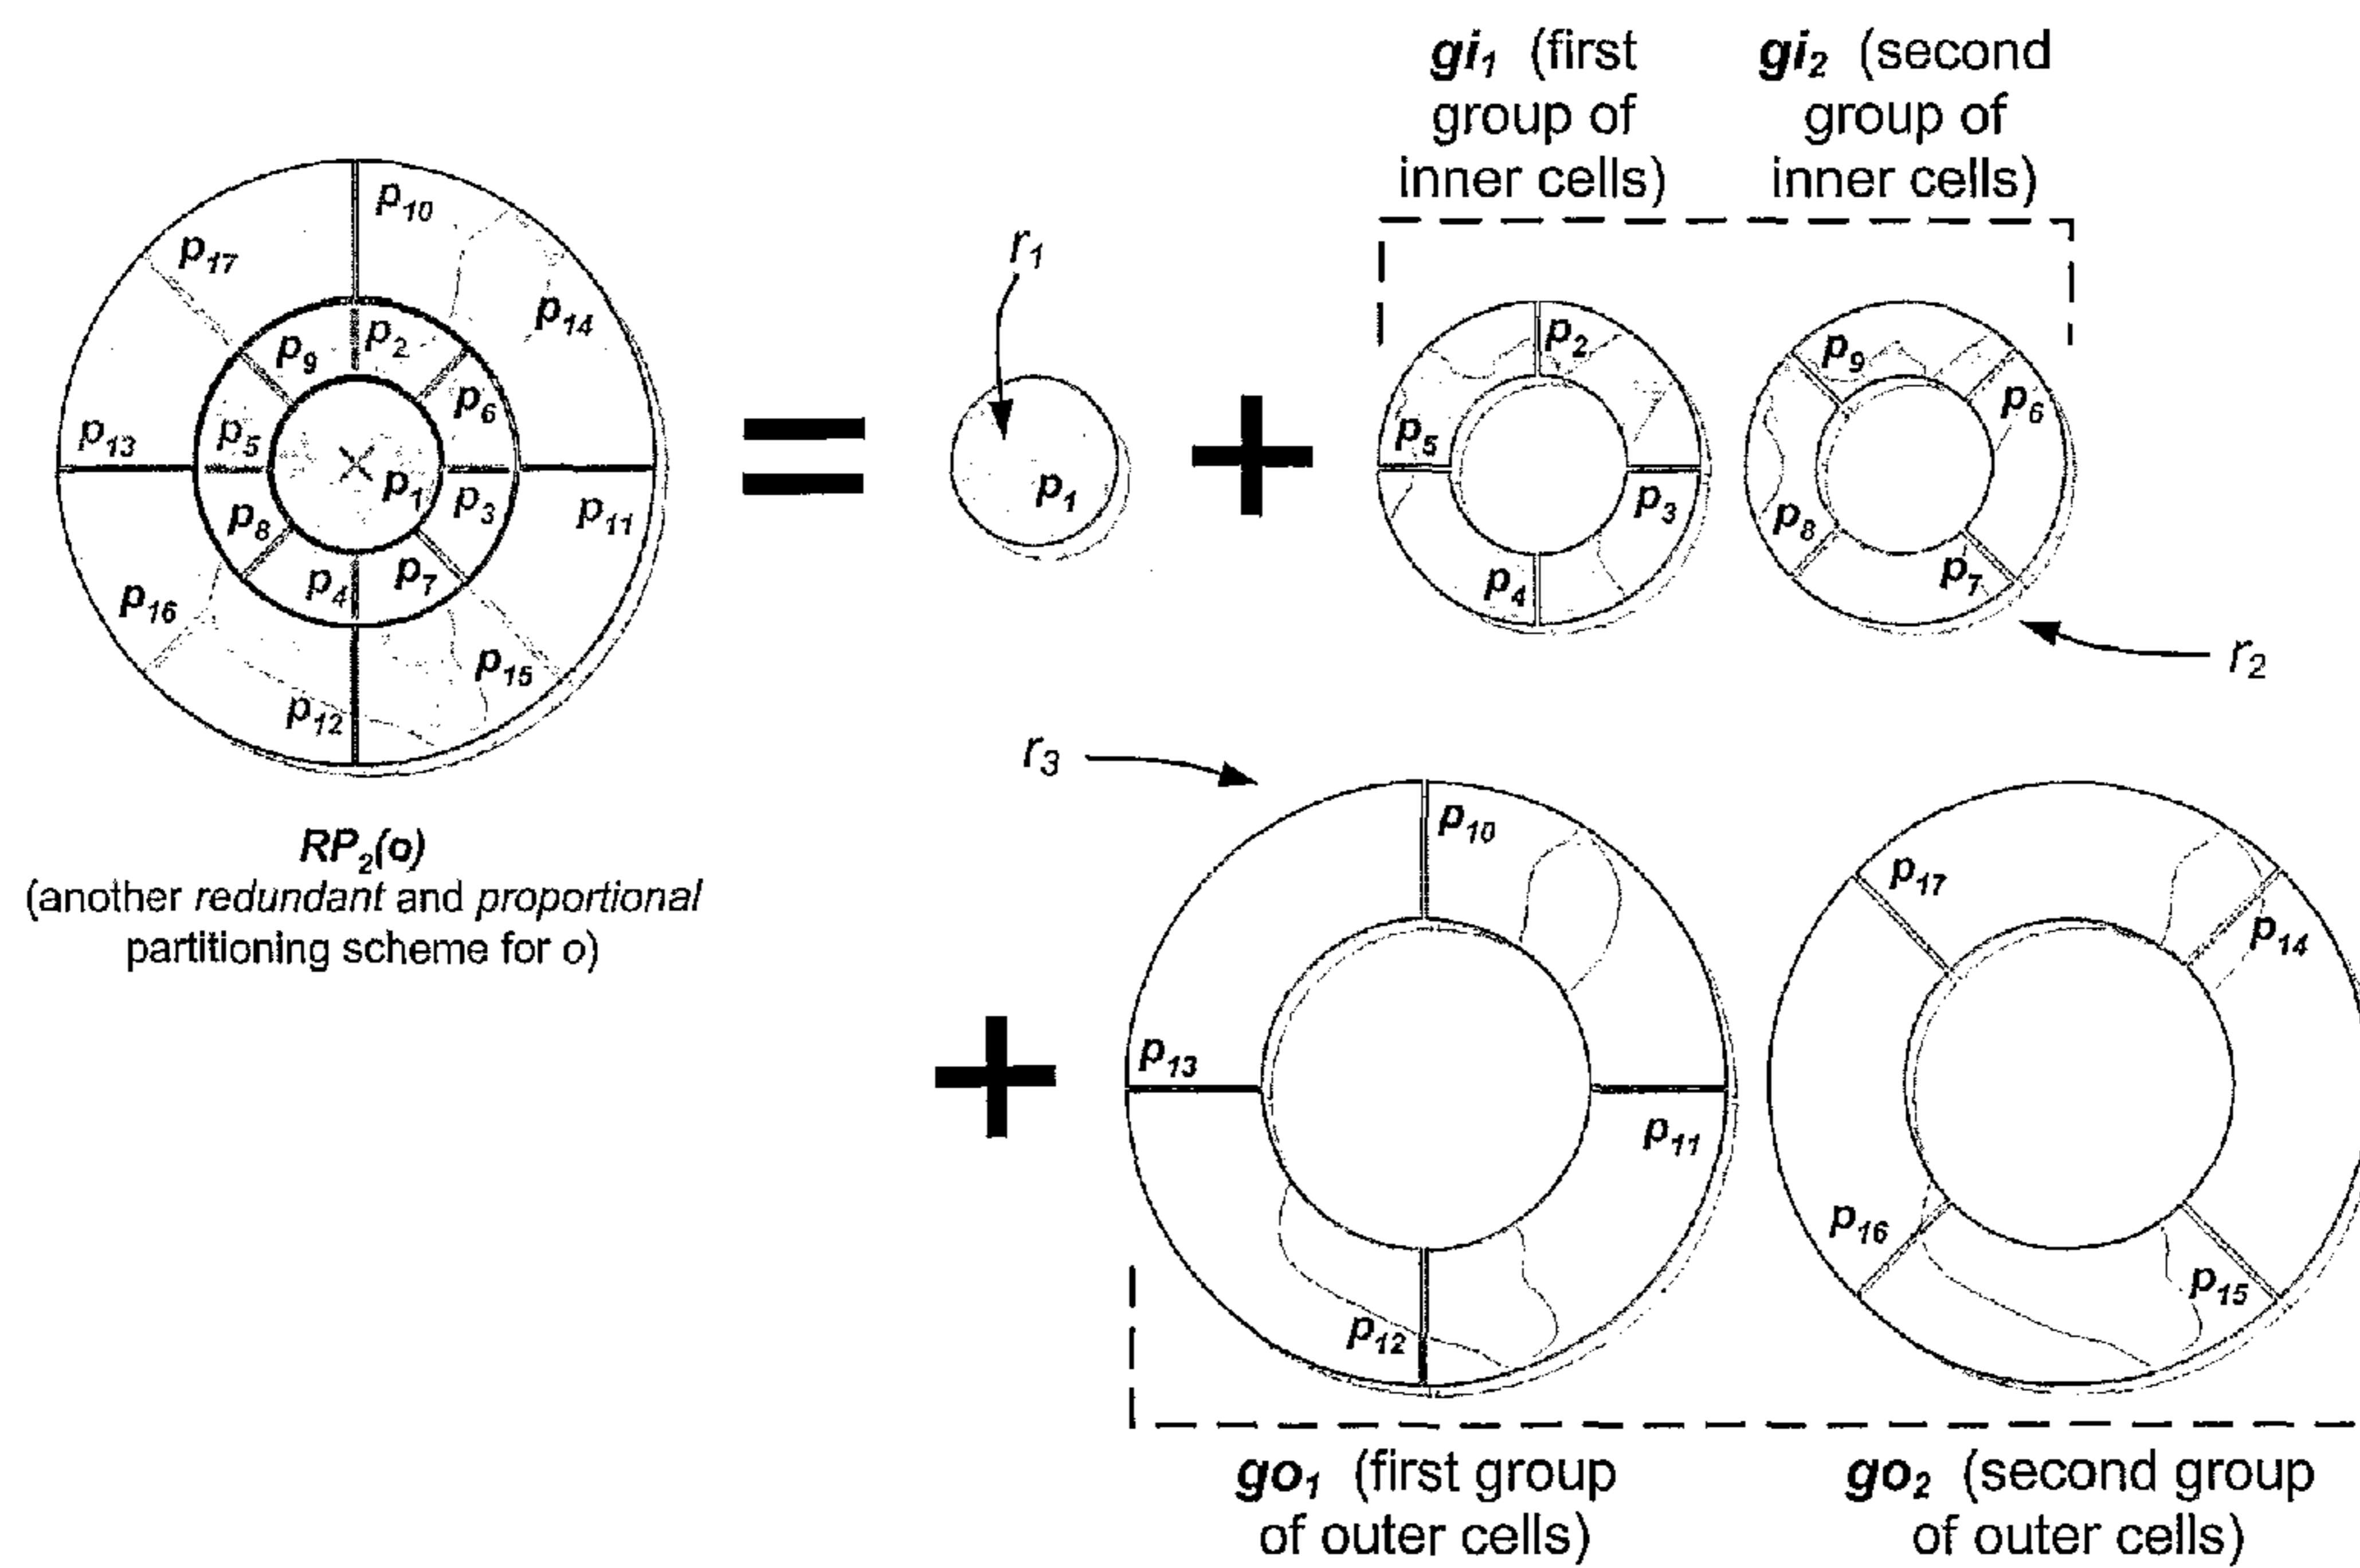 gi₁ (first
group of
inner cells)
gi₂ (second
group of
inner cells)
p₁₀
p₁₇
p₁₄
p₉
p₂
p₆
p₁₃
p₅
p₁
p₃
p₁₁
p₈
p₄
p₇
p₁₆
p₁₅
p₁₂
=
r₁
p₁
+
p₂
p₅
p₃
p₄
p₉
p₆
p₈
p₇
r₂
RP₂(o)
(another redundant and proportional
partitioning scheme for o)
r₃
+
p₁₀
p₁₃
p₁₁
p₁₂
p₁₇
p₁₄
p₁₆
p₁₅
go₁ (first group
of outer cells)
go₂ (second group
of outer cells)